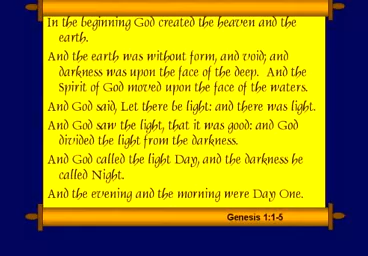 In the beginning God created the heaven and the
earth.
And the earth was without form, and void; and
darkness was upon the face of the deep. And the
Spirit of God moved upon the face of the waters.
And God said, Let there be light: and there was light.
And God saw the light, that it was good: and God
divided the light from the darkness.
And God called the light Day, and the darkness he
called Night.
And the evening and the morning were Day One.
Genesis 1:1-5